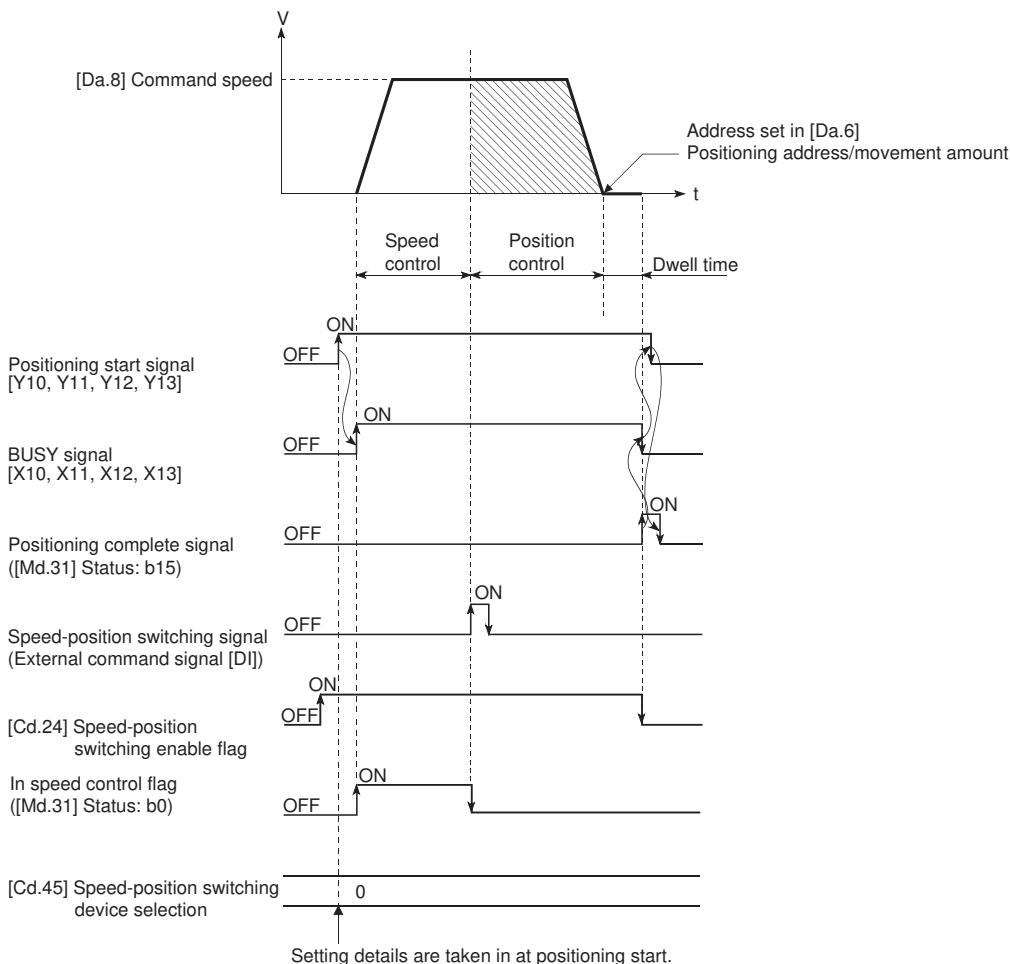 V
[Da.8] Command speed
Address set in [Da.6]
Positioning address/movement amount
t
Speed
control
Position
control
Dwell time
ON
OFF
Positioning start signal
[Y10, Y11, Y12, Y13]
ON
OFF
BUSY signal
[X10, X11, X12, X13]
ON
OFF
Positioning complete signal
([Md.31] Status: b15)
ON
OFF
Speed-position switching signal
(External command signal [DI])
ON
OFF
[Cd.24] Speed-position
switching enable flag
In speed control flag
([Md.31] Status: b0)
ON
OFF
[Cd.45] Speed-position switching
device selection
0
Setting details are taken in at positioning start.